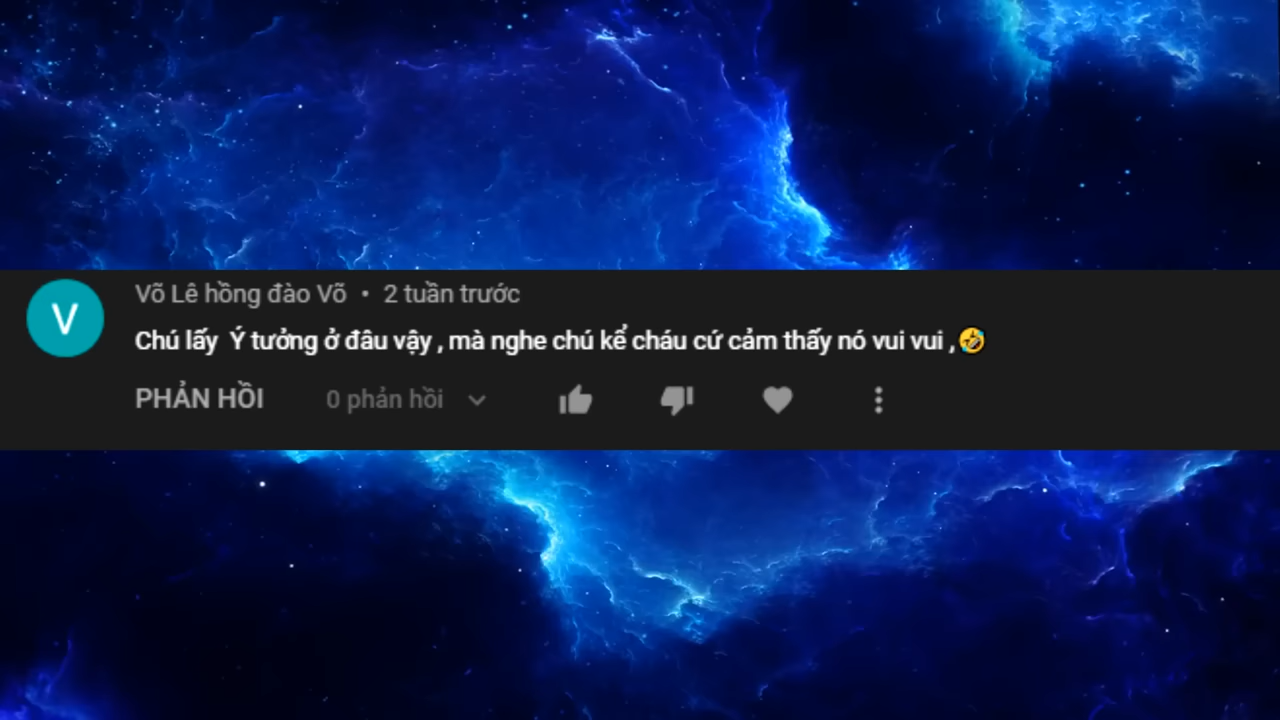 V
Võ Lê hồng đào Võ • 2 tuần trước
Chú lấy  Ý tưởng ở đâu vậy , mà nghe chú kể cháu cứ cảm thấy nó vui vui ,🤣
PHẢN HỒI 0 phản hồi